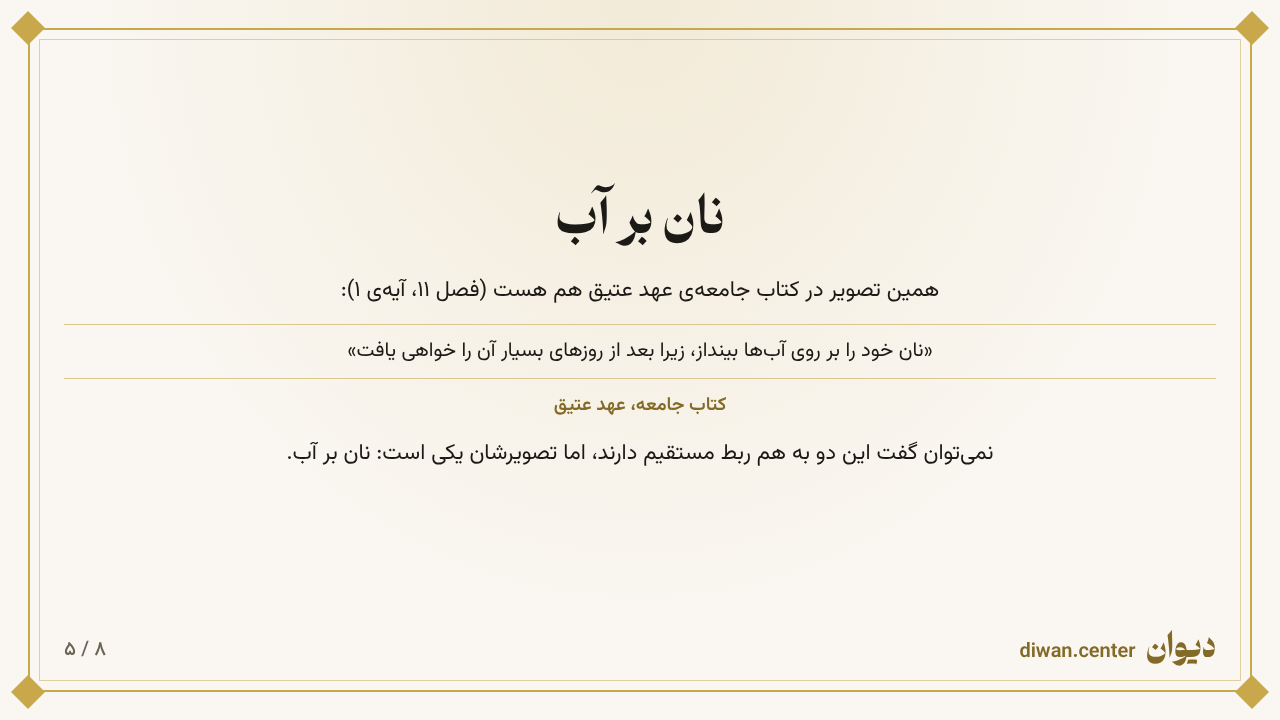 نان بر آب
همین تصویر در کتاب جامعه‌ی عهد عتیق هم هست (فصل ۱۱، آیه‌ی ۱):
«نان خود را بر روی آب‌ها بینداز، زیرا بعد از روزهای بسیار آن را خواهی یافت»
کتاب جامعه، عهد عتیق
نمی‌توان گفت این دو به هم ربط مستقیم دارند، اما تصویرشان یکی است: نان بر آب.
دیوان diwan.center
۵ / ۸